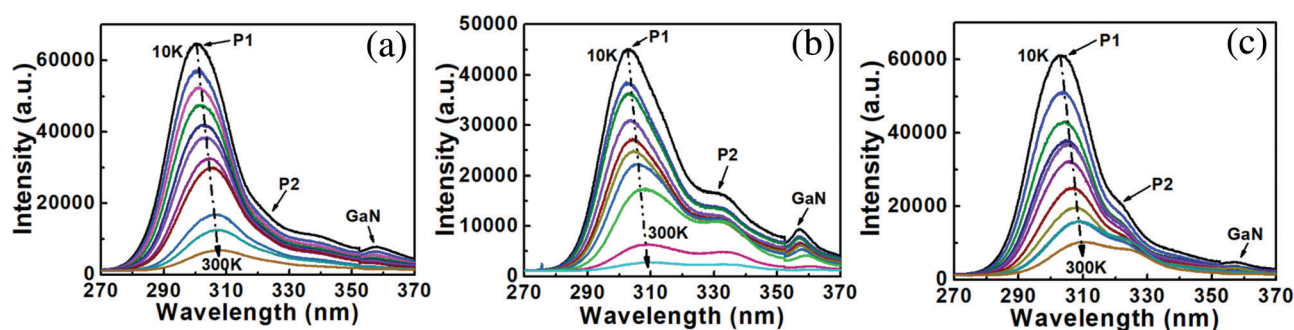 (a)
Intensity (a.u.)
60000
40000
20000
0
10K
P1
P2
GaN
300K
270 290 310 330 350 370
Wavelength (nm)
(b)
Intensity (a.u.)
50000
40000
30000
20000
10000
0
10K
P1
P2
GaN
300K
270 290 310 330 350 370
Wavelength (nm)
(c)
Intensity (a.u.)
60000
40000
20000
0
10K
P1
P2
GaN
300K
270 290 310 330 350 370
Wavelength (nm)